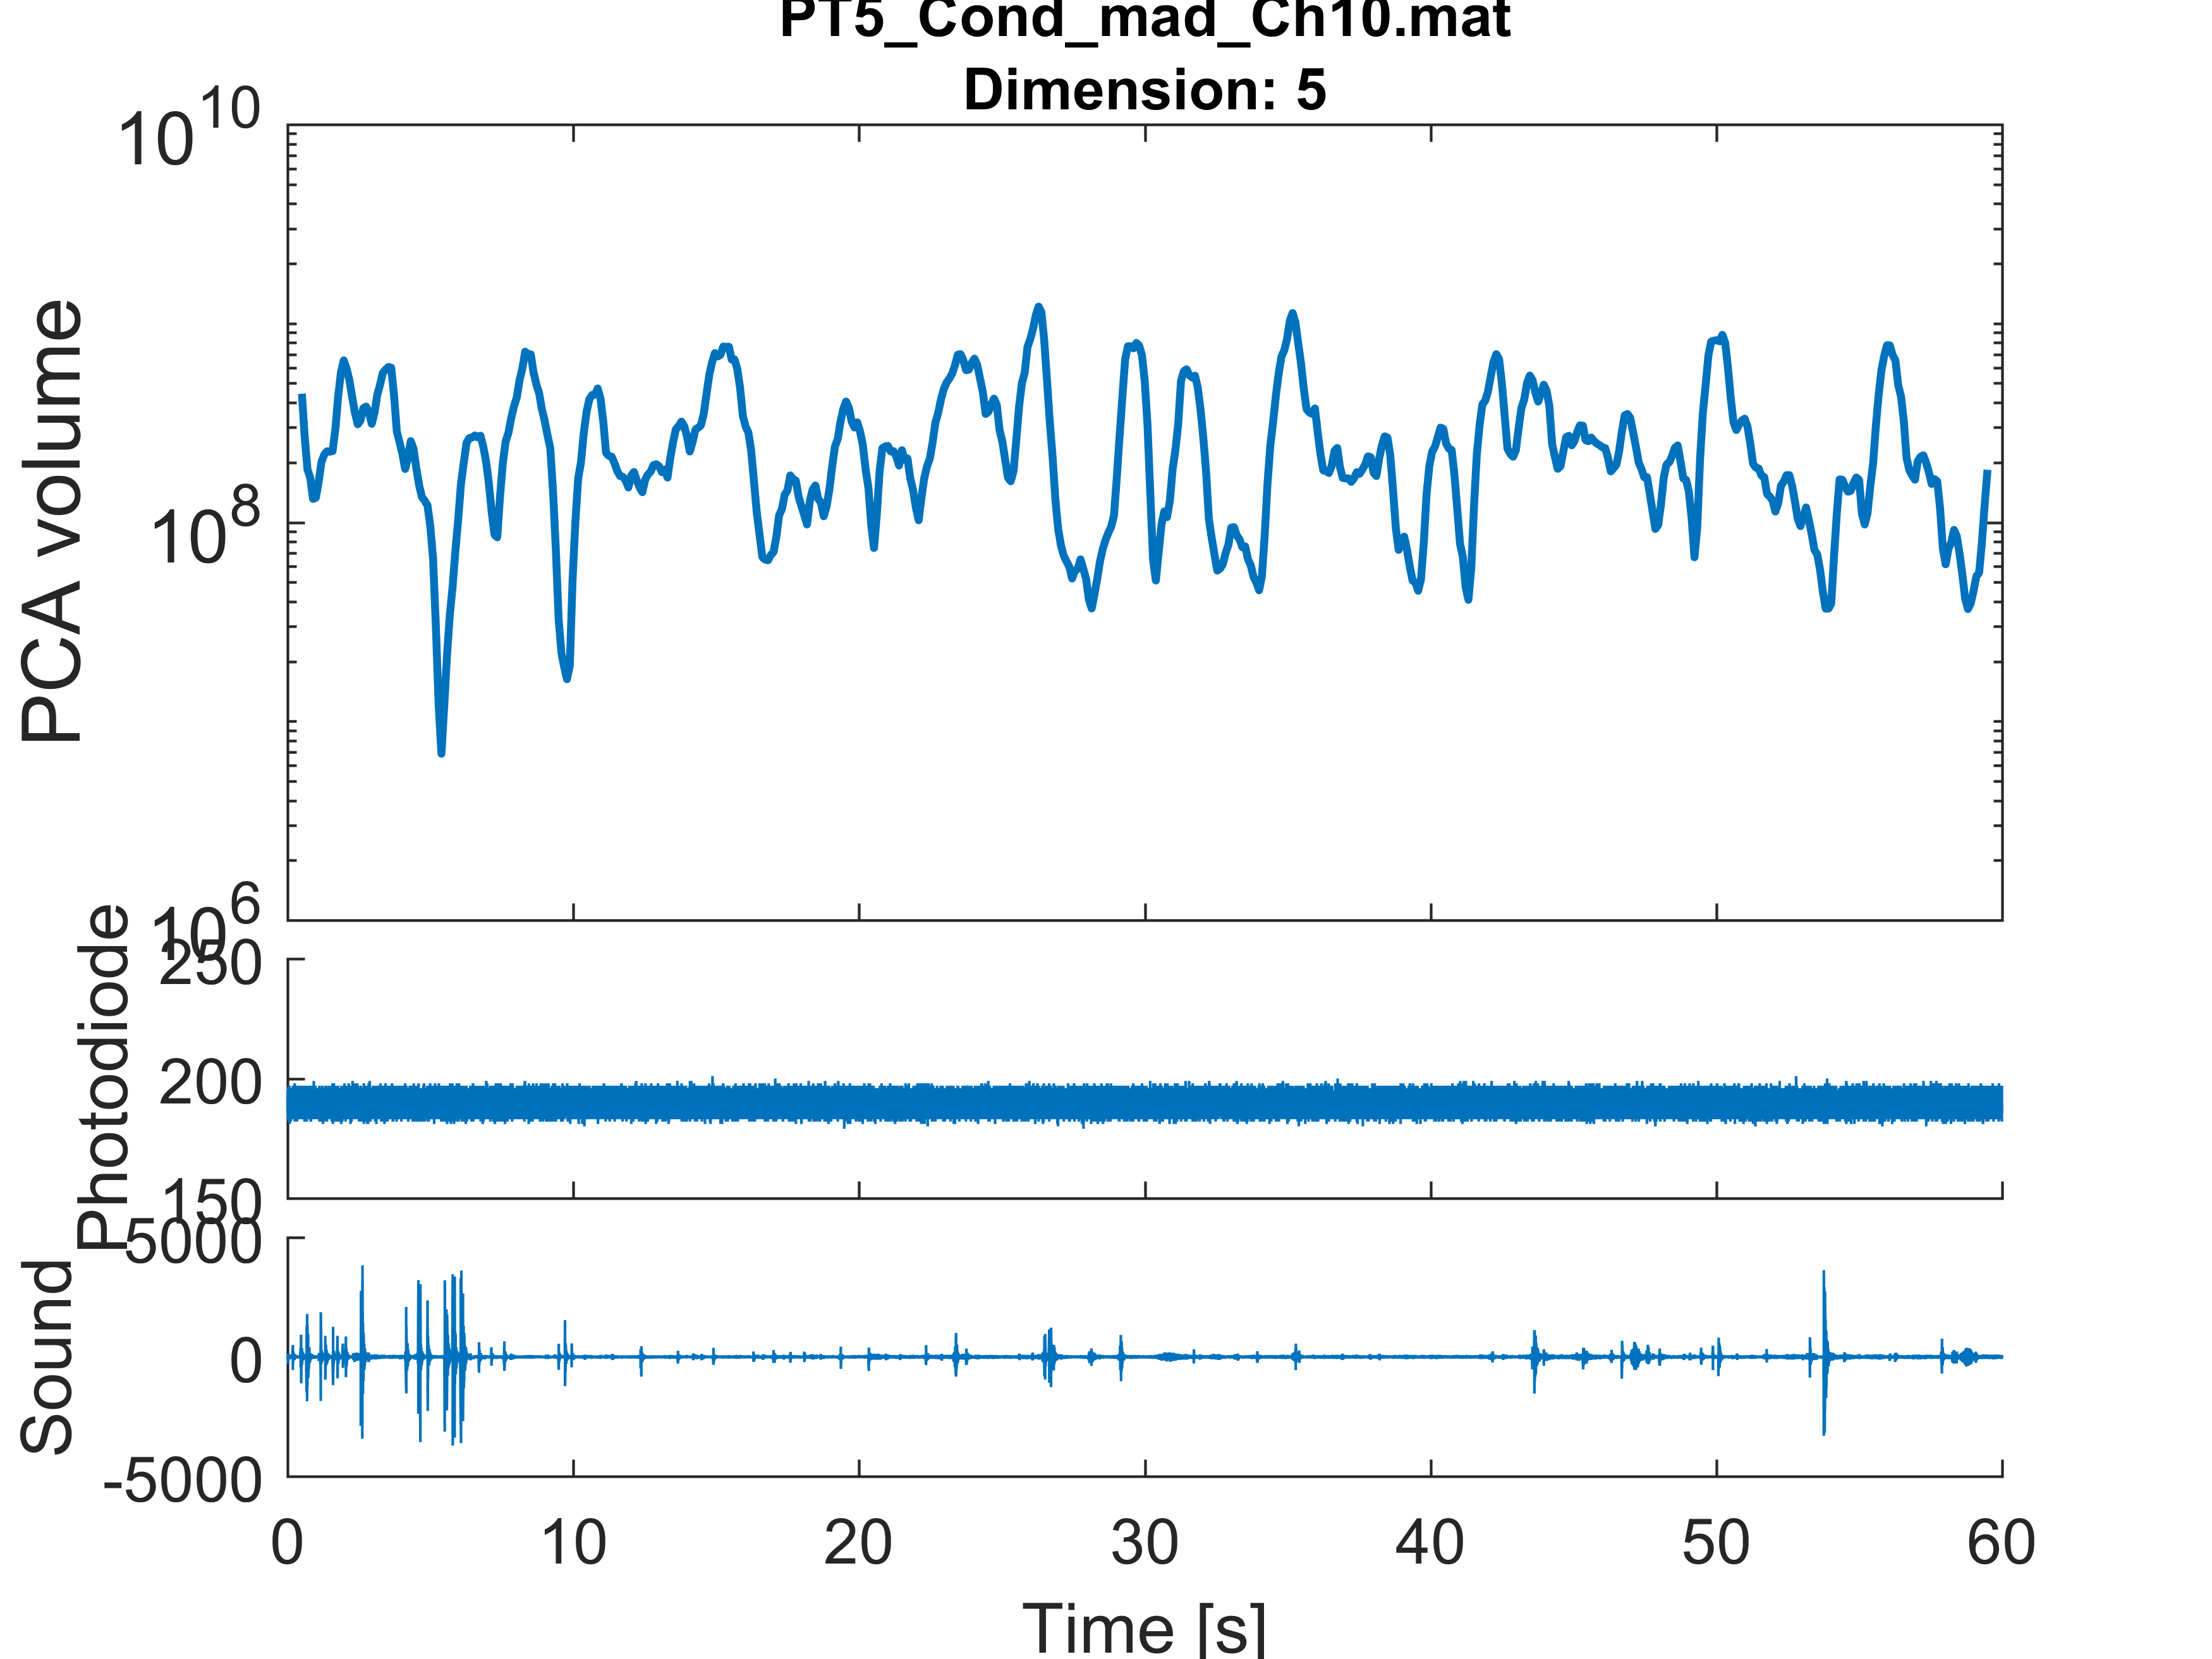 PT5_Cond_mad_Ch10.mat
Dimension: 5
10^10
10^8
10^6
PCA volume
250
200
150
Photodiode
5000
0
-5000
Sound
0 10 20 30 40 50 60
Time [s]